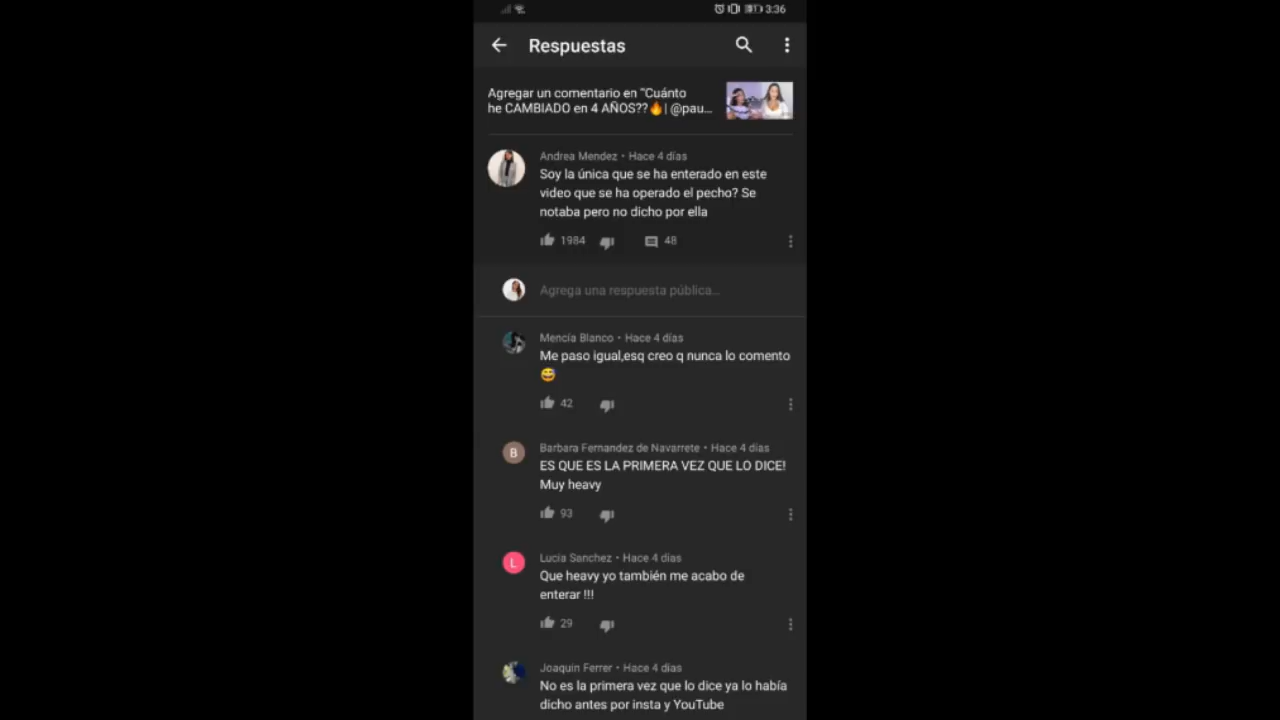 3:36
Respuestas
Agregar un comentario en "Cuánto
he CAMBIADO en 4 AÑOS??🔥| @pau...
Andrea Mendez • Hace 4 días
Soy la única que se ha enterado en este
video que se ha operado el pecho? Se
notaba pero no dicho por ella
1984 48
Agrega una respuesta pública...
Mencía Blanco • Hace 4 días
Me paso igual,esq creo q nunca lo comento
😅
42
B
Barbara Fernandez de Navarrete • Hace 4 días
ES QUE ES LA PRIMERA VEZ QUE LO DICE!
Muy heavy
93
L
Lucía Sanchez • Hace 4 días
Que heavy yo también me acabo de
enterar !!!
29
Joaquin Ferrer • Hace 4 días
No es la primera vez que lo dice ya lo había
dicho antes por insta y YouTube